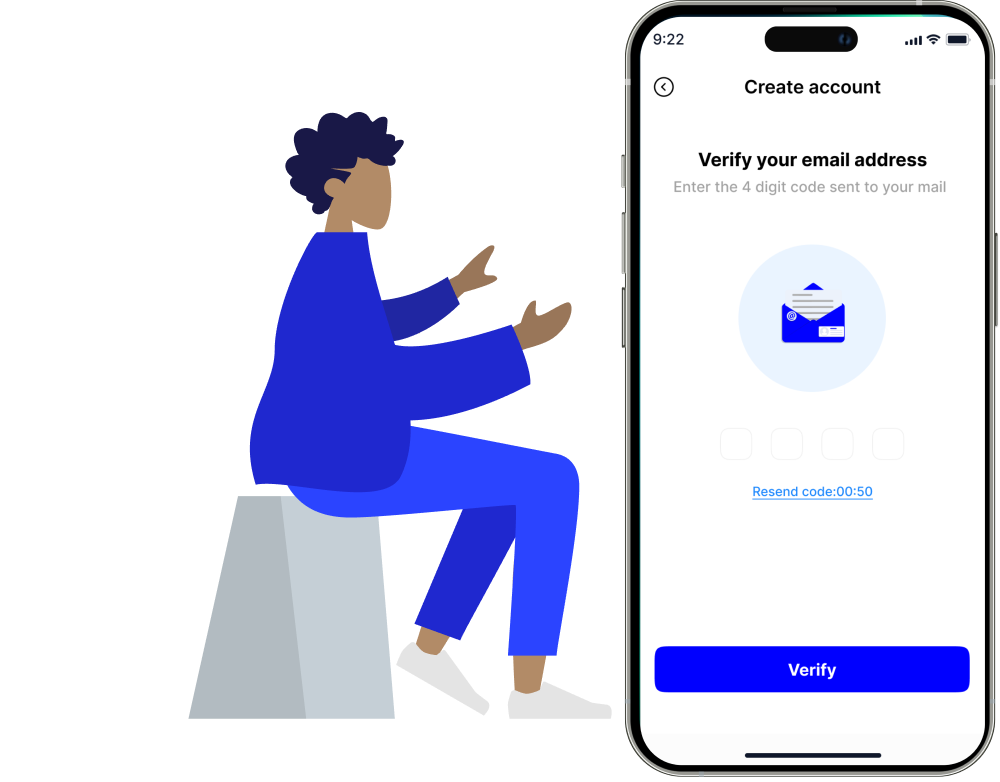 9:22
Create account
Verify your email address
Enter the 4 digit code sent to your mail
@
Resend code:00:50
Verify